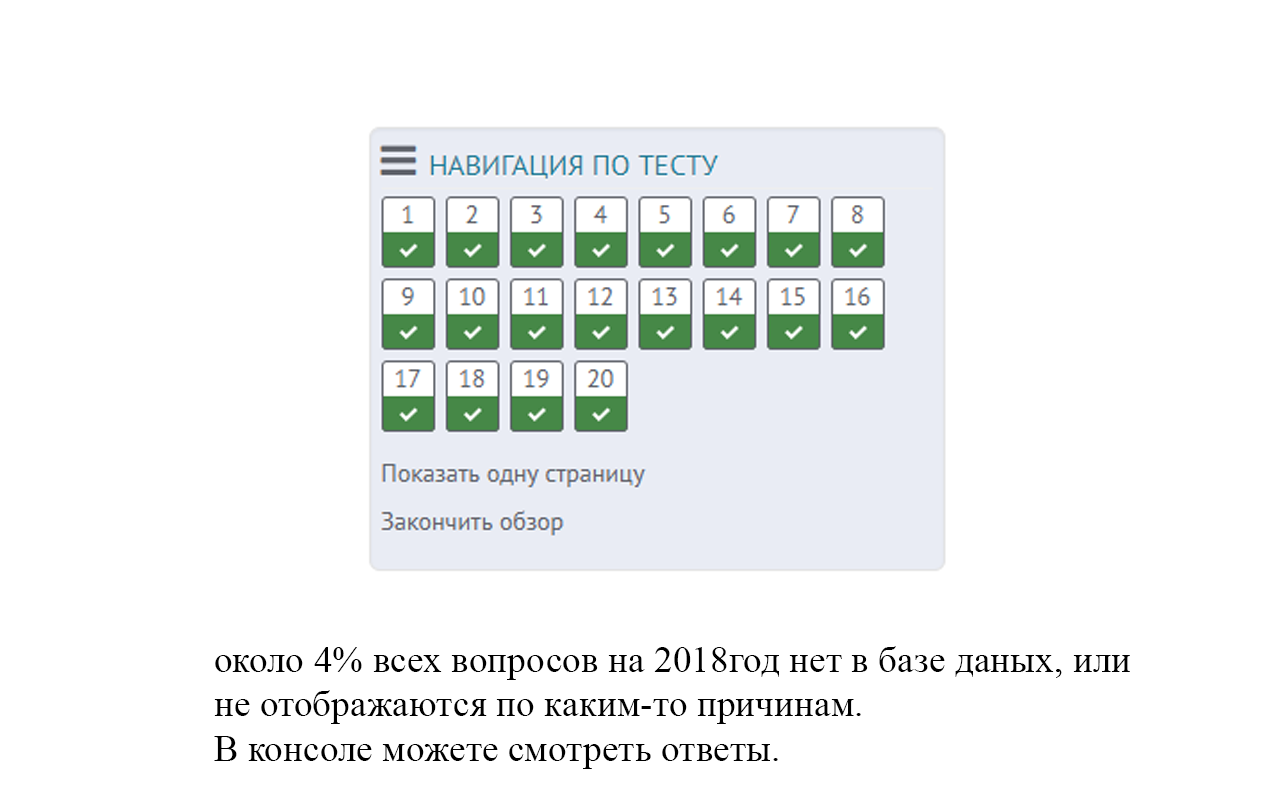 НАВИГАЦИЯ ПО ТЕСТУ
1 2 3 4 5 6 7 8
9 10 11 12 13 14 15 16
17 18 19 20
Показать одну страницу
Закончить обзор
около 4% всех вопросов на 2018год нет в базе даных, или
не отображаются по каким-то причинам.
В консоле можете смотреть ответы.